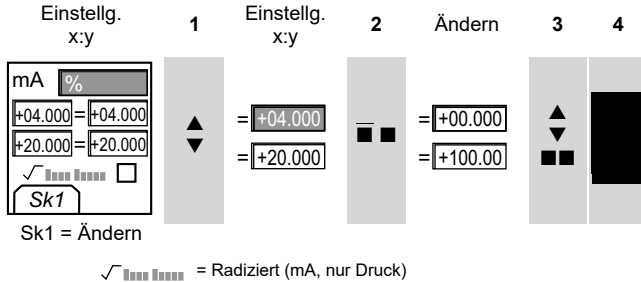 Einstellg. x:y
1
Einstellg. x:y
2
Ändern
3
4
mA %
+04.000 = +04.000
+20.000 = +20.000
Sk1
= +04.000
= +20.000
= +00.000
= +100.00
Sk1 = Ändern
= Radiziert (mA, nur Druck)